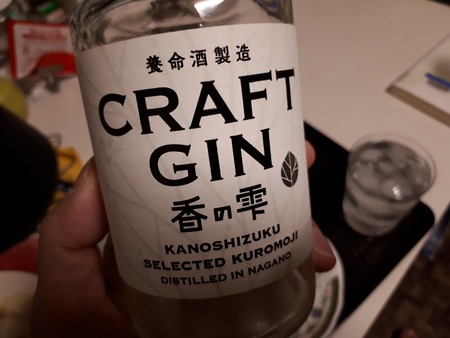 養命酒製造
CRAFT
GIN
香の雫
KANOSHIZUKU
SELECTED KUROMOJI
DISTILLED IN NAGANO